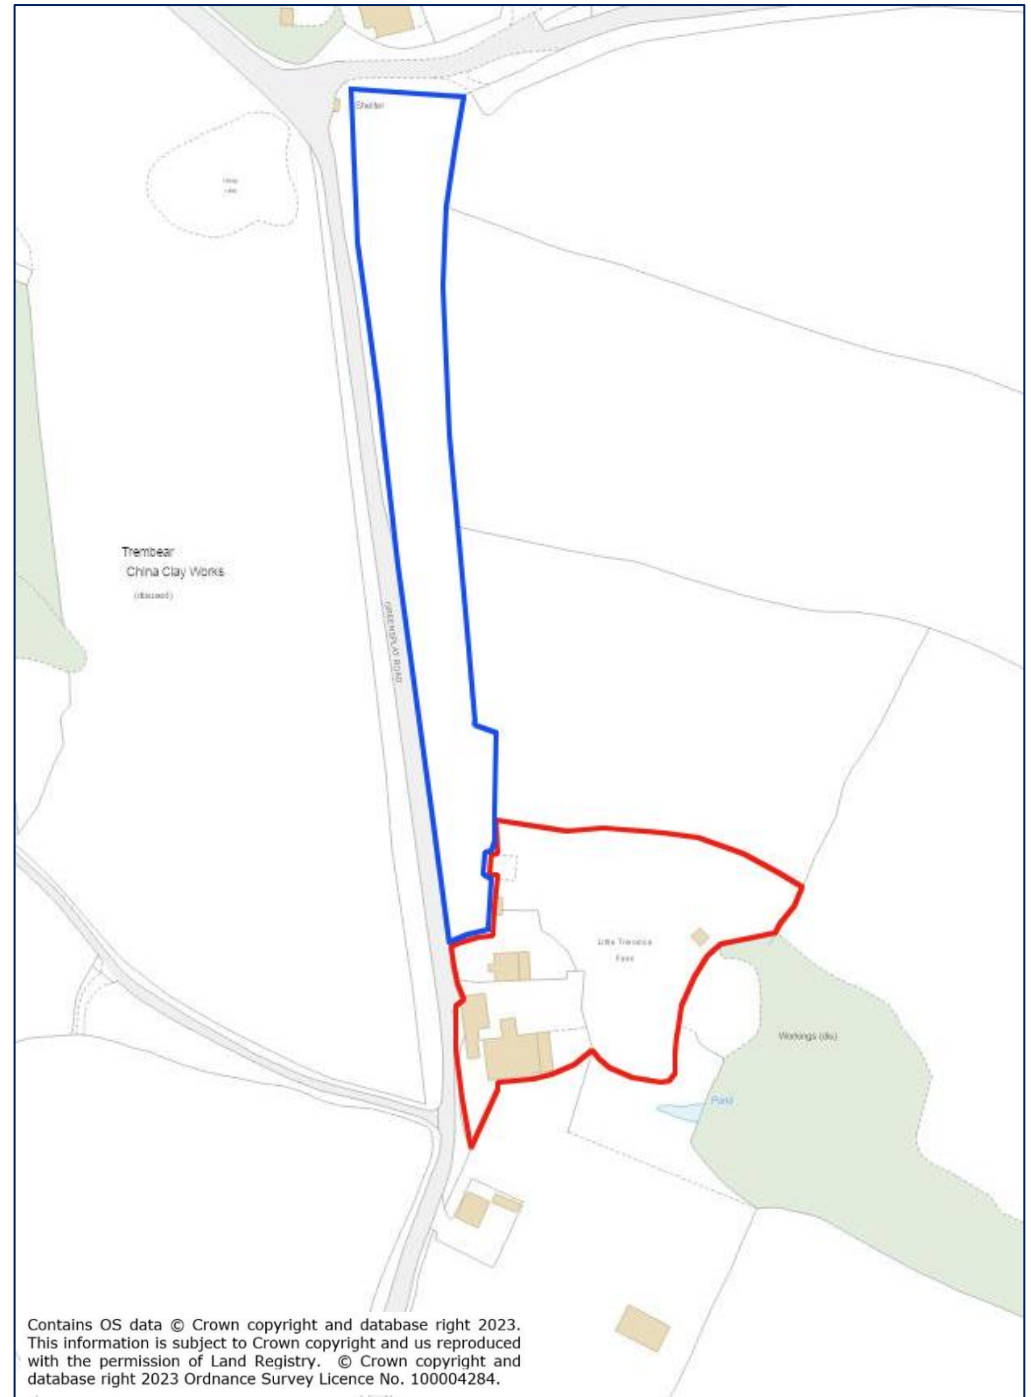 Shelter
Trembear
China Clay Works
(disused)
GREENSPLAT ROAD
Little Trenance
Farm
Workings (dis)
Pond
Contains OS data © Crown copyright and database right 2023.
This information is subject to Crown copyright and us reproduced
with the permission of Land Registry. © Crown copyright and
database right 2023 Ordnance Survey Licence No. 100004284.